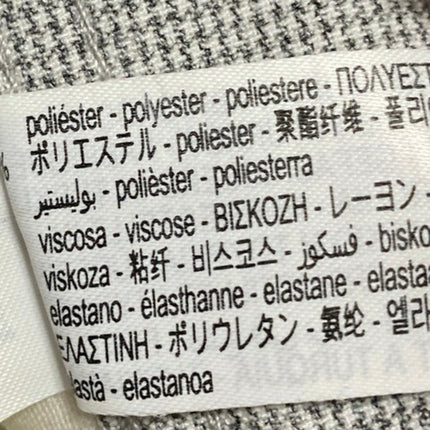 poliéster - polyester - poliestere - ΠΟΛΥΕΣΤ
ポリエステル - poliester - 聚酯纤维 - 폴리
بوليستير - polièster - poliesterra
viscosa - viscose - ΒΙΣΚΟΖΗ - レーヨン -
viskoza - 粘纤 - 비스코스 - فسكوز - bisko
elastano - élasthanne - elastane - elasta
ΕΛΑΣΤΙΝΗ - ポリウレタン - 氨纶 - 엘라
lastà - elastanoa